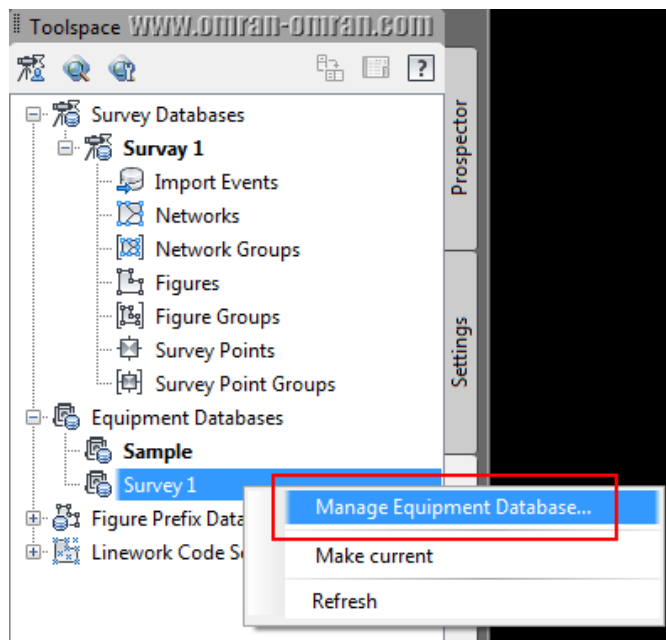 Toolspace www.omran-omran.com
?
Survey Databases
Survay 1
Import Events
Networks
Network Groups
Figures
Figure Groups
Survey Points
Survey Point Groups
Equipment Databases
Sample
Survey 1
Figure Prefix Data
Linework Code S
Manage Equipment Database...
Make current
Refresh
Prospector
Settings